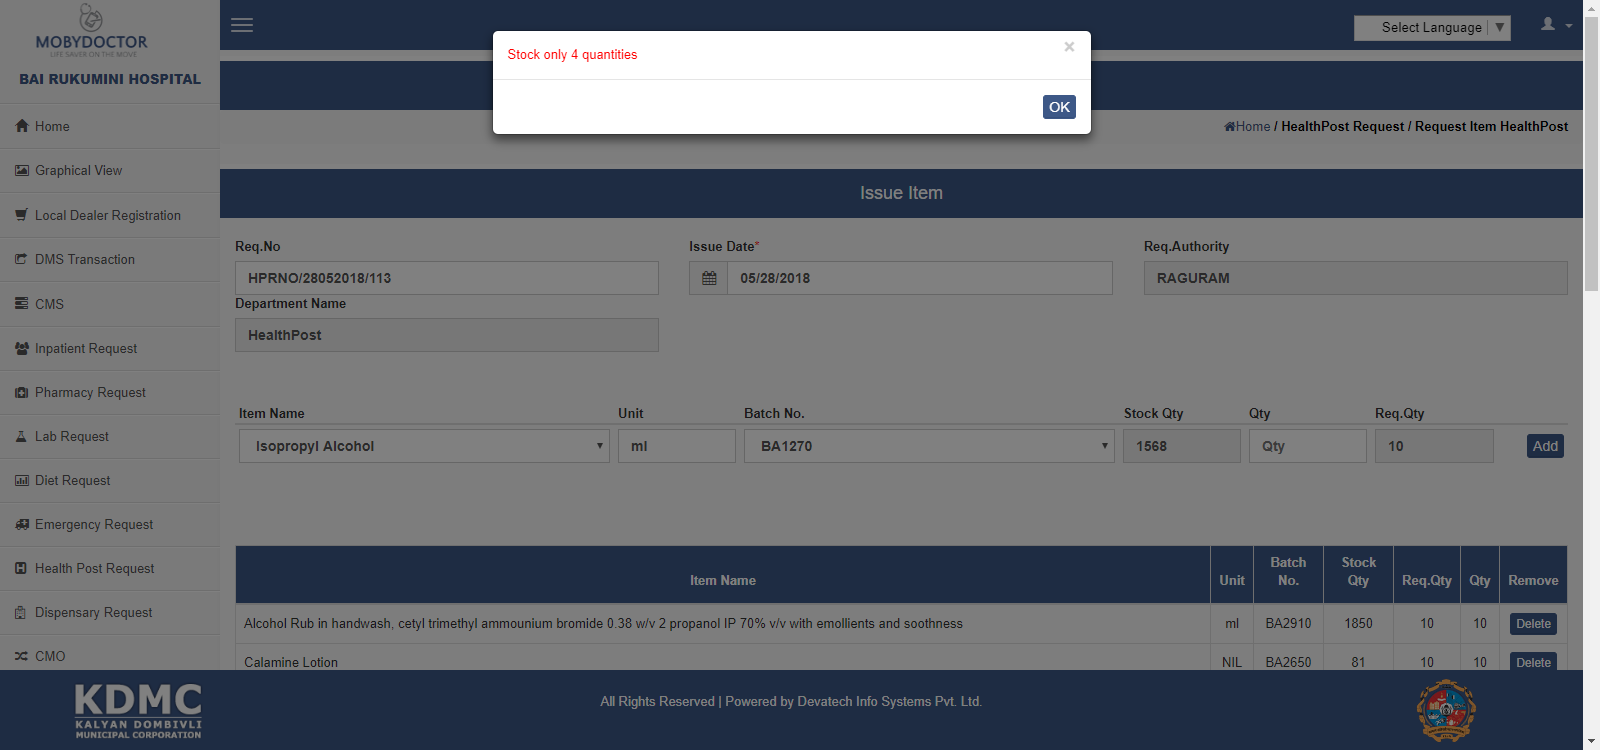 MOBYDOCTOR
LIFE SAVER ON THE MOVE
BAI RUKUMINI HOSPITAL
Home
Graphical View
Local Dealer Registration
DMS Transaction
CMS
Inpatient Request
Pharmacy Request
Lab Request
Diet Request
Emergency Request
Health Post Request
Dispensary Request
CMO
Select Language ▼
Stock only 4 quantities ×
OK
Home / HealthPost Request / Request Item HealthPost
Issue Item
Req.No Issue Date* Req.Authority
HPRNO/28052018/113 05/28/2018 RAGURAM
Department Name
HealthPost
Item Name Unit Batch No. Stock Qty Qty Req.Qty
Isopropyl Alcohol ml BA1270 1568 Qty 10 Add
Item Name Unit Batch No. Stock Qty Req.Qty Qty Remove
Alcohol Rub in handwash, cetyl trimethyl ammounium bromide 0.38 w/v 2 propanol IP 70% v/v with emollients and soothness ml BA2910 1850 10 10 Delete
Calamine Lotion NIL BA2650 81 10 10 Delete
KDMC
KALYAN DOMBIVLI
MUNICIPAL CORPORATION
All Rights Reserved | Powered by Devatech Info Systems Pvt. Ltd.